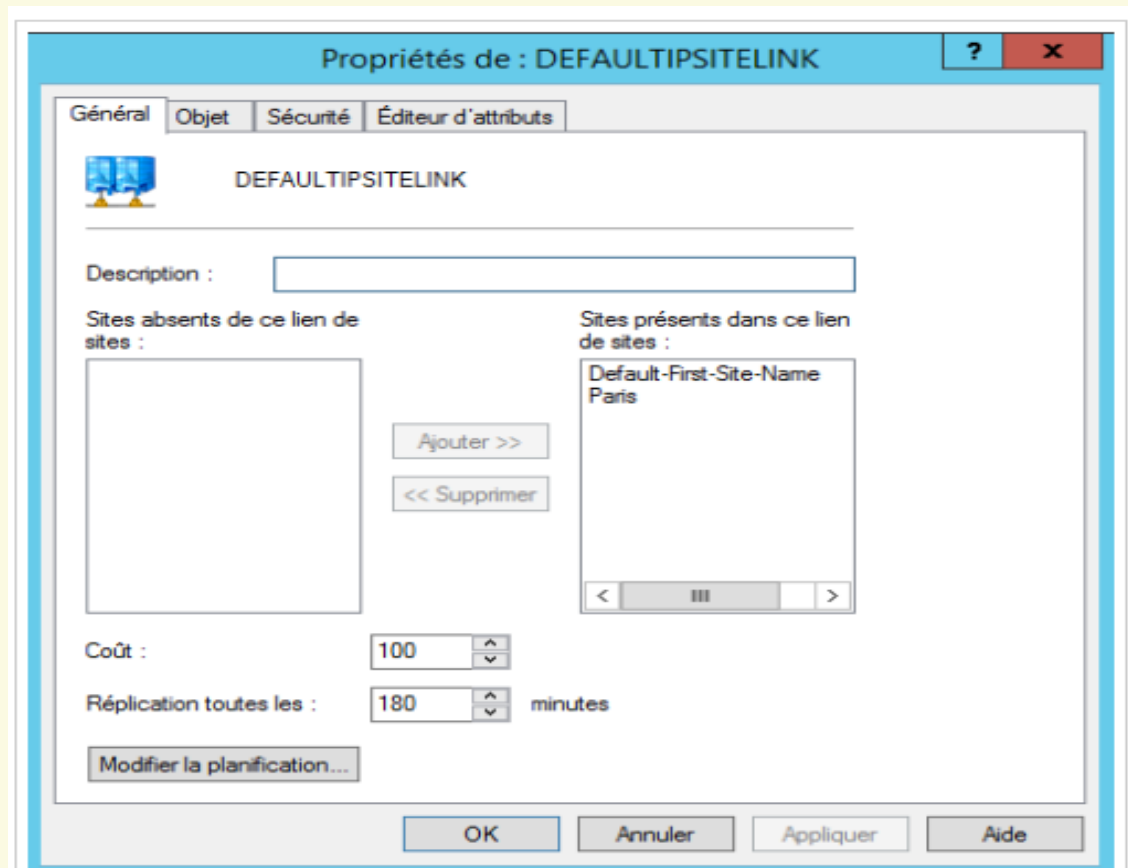 Propriétés de : DEFAULTIPSITELINK
?
x
Général
Objet
Sécurité
Éditeur d'attributs
DEFAULTIPSITELINK
Description :
Sites absents de ce lien de
sites :
Sites présents dans ce lien
de sites :
Default-First-Site-Name
Paris
Ajouter >>
<< Supprimer
Coût :
100
Réplication toutes les :
180
minutes
Modifier la planification...
OK
Annuler
Appliquer
Aide